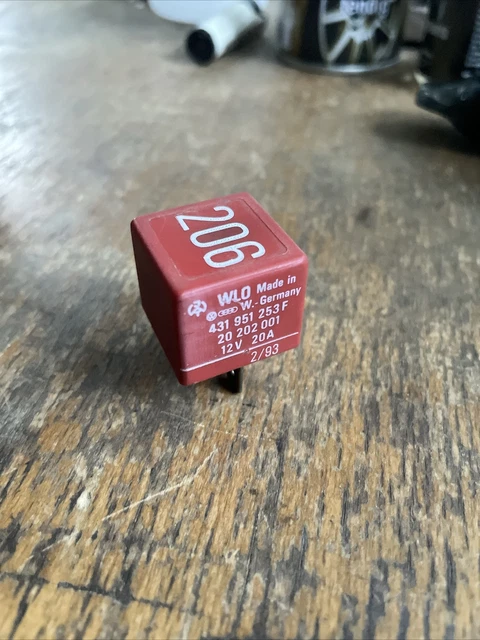 206
WLO Made in
W.-Germany
431 951 253 F
20 202 001
12V 20A
2/93